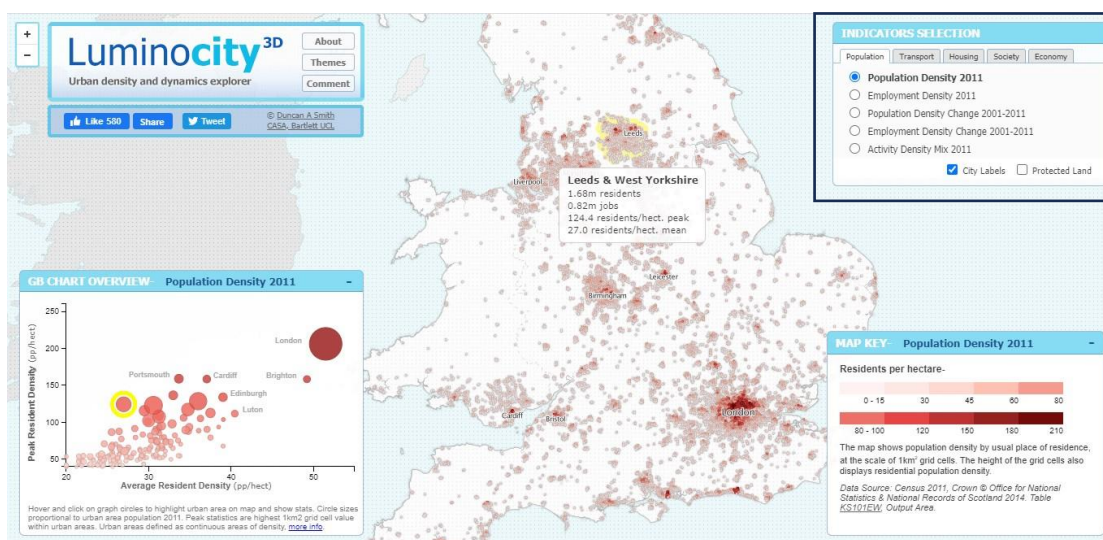 +
-
Luminocity3D
Urban density and dynamics explorer
About
Themes
Comment
Like 580
Share
Tweet
© Duncan A Smith
CASA, Bartlett UCL
INDICATORS SELECTION
Population
Transport
Housing
Society
Economy
Population Density 2011
Employment Density 2011
Population Density Change 2001-2011
Employment Density Change 2001-2011
Activity Density Mix 2011
City Labels
Protected Land
Leeds
Liverpool
Leeds & West Yorkshire
1.68m residents
0.82m jobs
124.4 residents/hect. peak
27.0 residents/hect. mean
Leicester
Birmingham
Cardiff
Bristol
London
GB CHART OVERVIEW- Population Density 2011 -
Peak Resident Density (pp/hect)
250
200
150
100
50
London
Portsmouth
Cardiff
Brighton
Edinburgh
Luton
20 30 40 50
Average Resident Density (pp/hect)
Hover and click on graph circles to highlight urban area on map and show stats. Circle sizes
proportional to urban area population 2011. Peak statistics are highest 1km2 grid cell value
within urban areas. Urban areas defined as continuous areas of density. more info.
MAP KEY- Population Density 2011 -
Residents per hectare-
0 - 15 30 45 60 80
80 - 100 120 150 180 210
The map shows population density by usual place of residence,
at the scale of 1km² grid cells. The height of the grid cells also
displays residential population density.
Data Source: Census 2011, Crown © Office for National
Statistics & National Records of Scotland 2014. Table
KS101EW, Output Area.